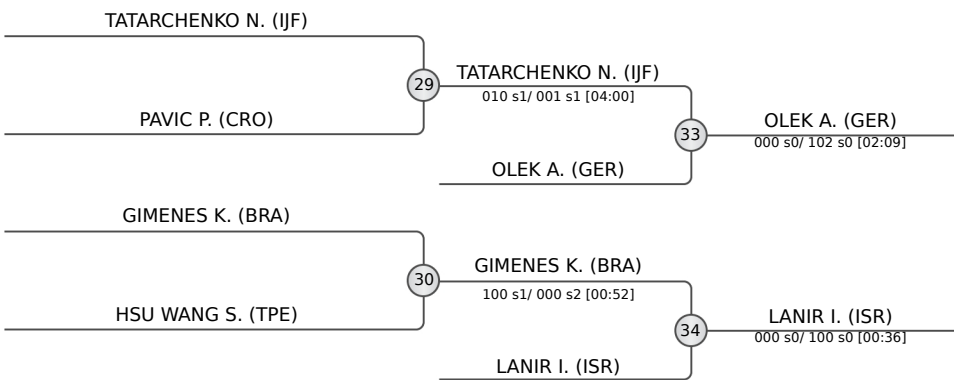 TATARCHENKO N. (IJF)
29
TATARCHENKO N. (IJF)
010 s1/ 001 s1 [04:00]
PAVIC P. (CRO)
33
OLEK A. (GER)
000 s0/ 102 s0 [02:09]
OLEK A. (GER)
GIMENES K. (BRA)
30
GIMENES K. (BRA)
100 s1/ 000 s2 [00:52]
HSU WANG S. (TPE)
34
LANIR I. (ISR)
000 s0/ 100 s0 [00:36]
LANIR I. (ISR)